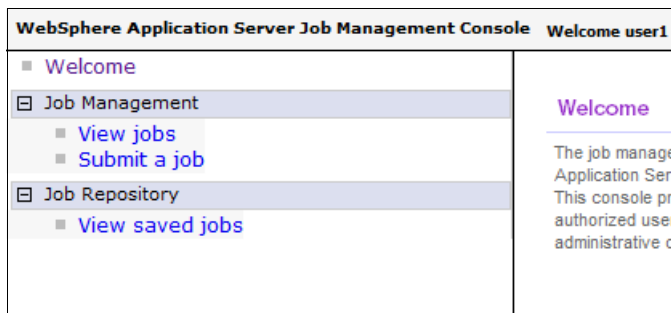 WebSphere Application Server Job Management Console Welcome user1
Welcome
Job Management
View jobs
Submit a job
Job Repository
View saved jobs
Welcome
The job manage
Application Ser
This console pr
authorized use
administrative